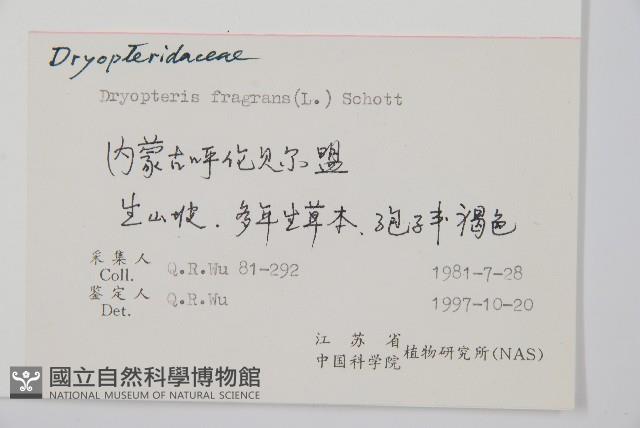 Dryopteridaceae
Dryopteris fragrans(L.) Schott
内蒙古呼伦贝尔盟
生山坡.多年生草本、孢子半褐色
采集人 Coll. Q.R.Wu 81-292 1981-7-28
鉴定人 Det. Q.R.Wu 1997-10-20
江苏省
中国科学院 植物研究所(NAS)
國立自然科學博物館
NATIONAL MUSEUM OF NATURAL SCIENCE